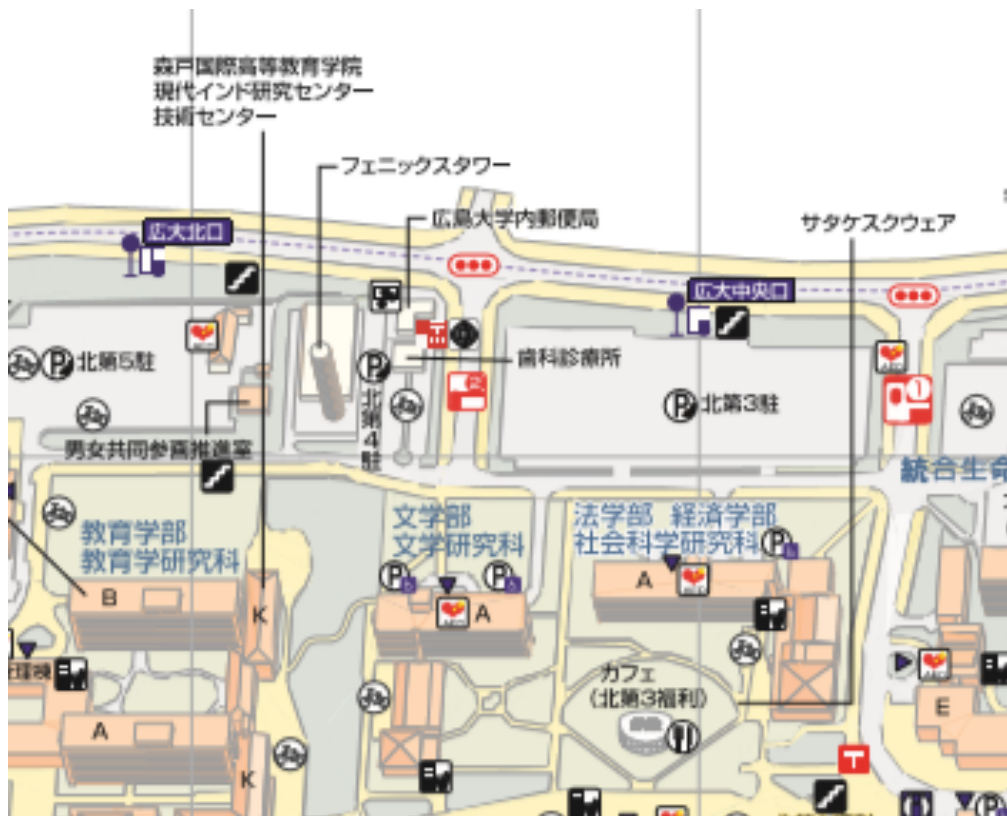 森戸国際高等教育学院
現代インド研究センター
技術センター
フェニックスタワー
広島大学内郵便局
サタケスクウェア
広大北口
広大中央口
北第5駐
歯科診療所
北第4駐
北第3駐
2
1
男女共同参画推進室
統合生命
教育学部
教育学研究科
文学部
文学研究科
法学部 経済学部
社会科学研究科
B
K
A
A
カフェ
(北第3福利)
E
理棟
A
K